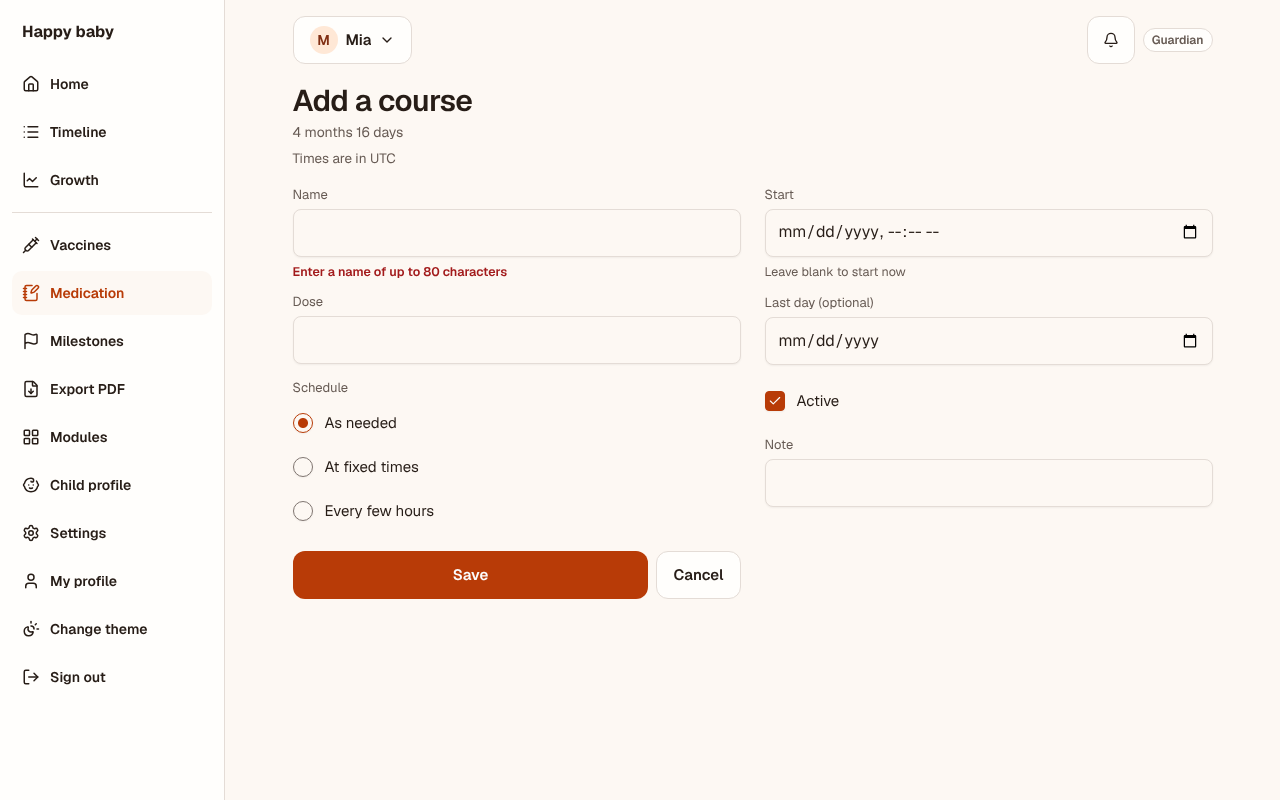 Happy baby
Home
Timeline
Growth
Vaccines
Medication
Milestones
Export PDF
Modules
Child profile
Settings
My profile
Change theme
Sign out
M Mia
Guardian
Add a course
4 months 16 days
Times are in UTC
Name
Enter a name of up to 80 characters
Dose
Schedule
As needed
At fixed times
Every few hours
Save
Cancel
Start
mm/dd/yyyy, --:-- --
Leave blank to start now
Last day (optional)
mm/dd/yyyy
Active
Note